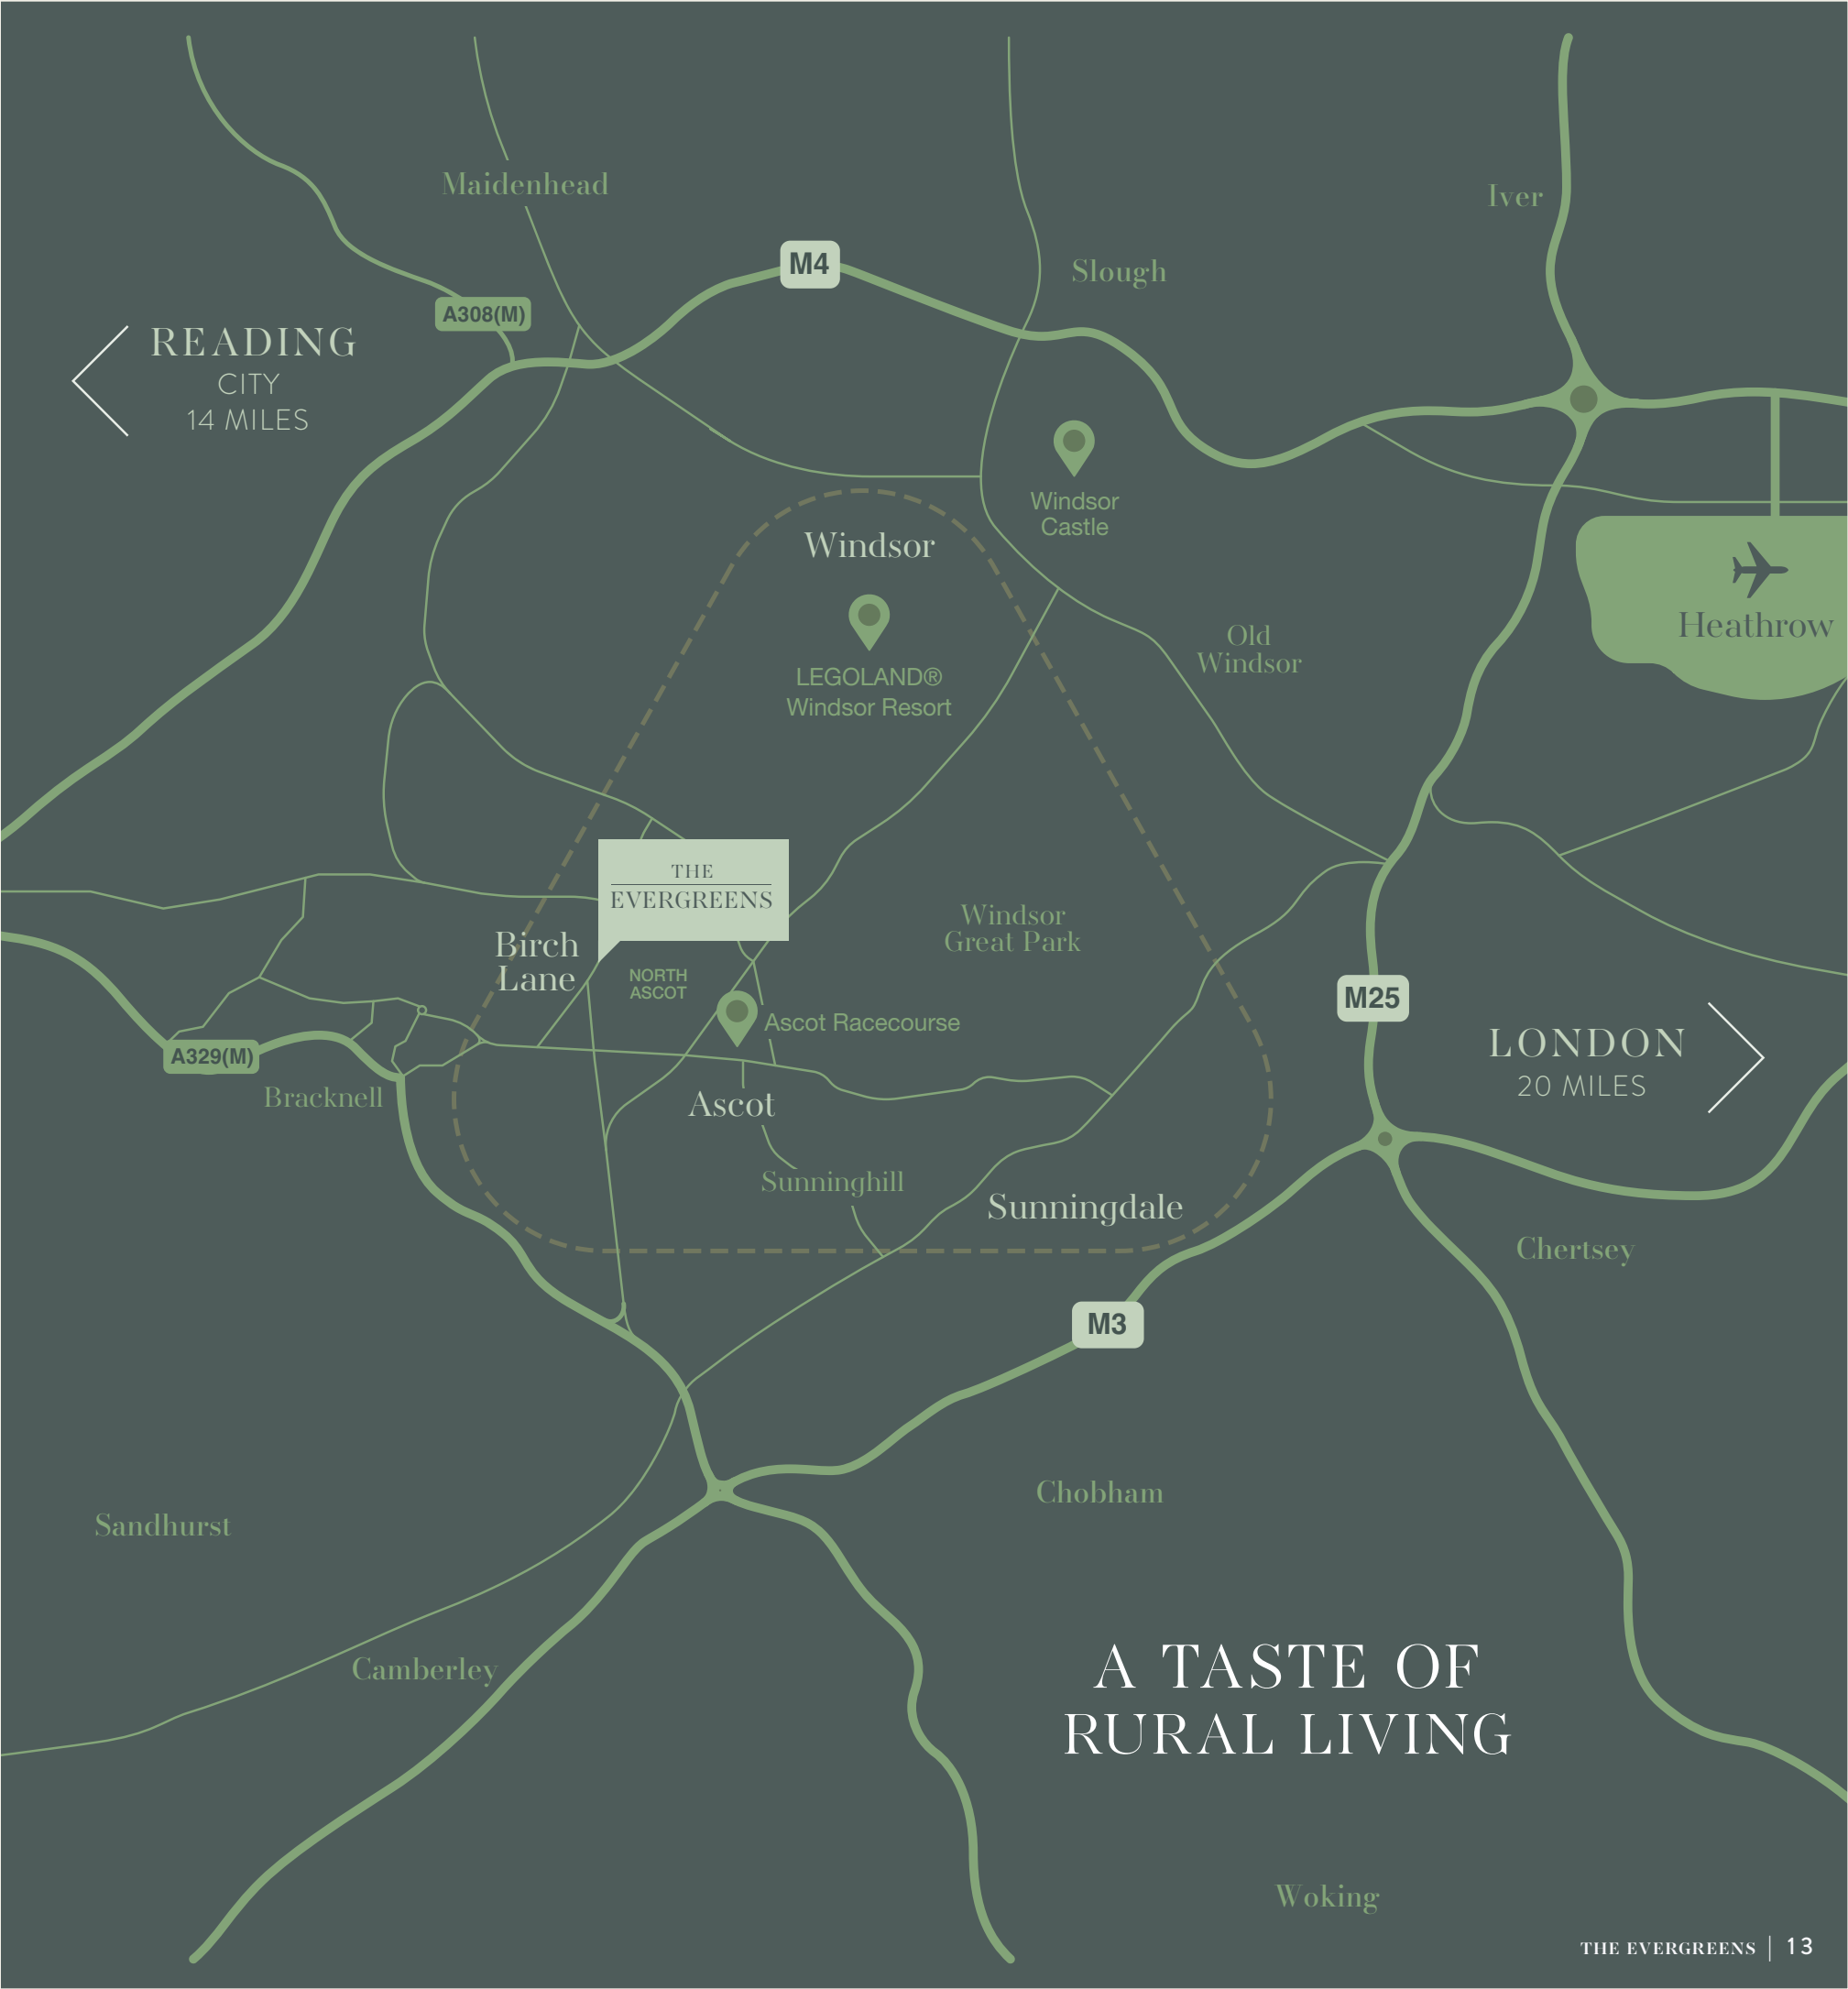 Maidenhead
Iver
M4
Slough
A308(M)
READING
CITY
14 MILES
Windsor
Castle
Windsor
Heathrow
LEGOLAND®
Windsor Resort
Old
Windsor
THE
EVERGREENS
Birch
Lane
NORTH
ASCOT
Windsor
Great Park
M25
Ascot Racecourse
LONDON
20 MILES
A329(M)
Bracknell
Ascot
Sunninghill
Sunningdale
Chertsey
M3
Chobham
Sandhurst
Camberley
A TASTE OF
RURAL LIVING
Woking
THE EVERGREENS | 13